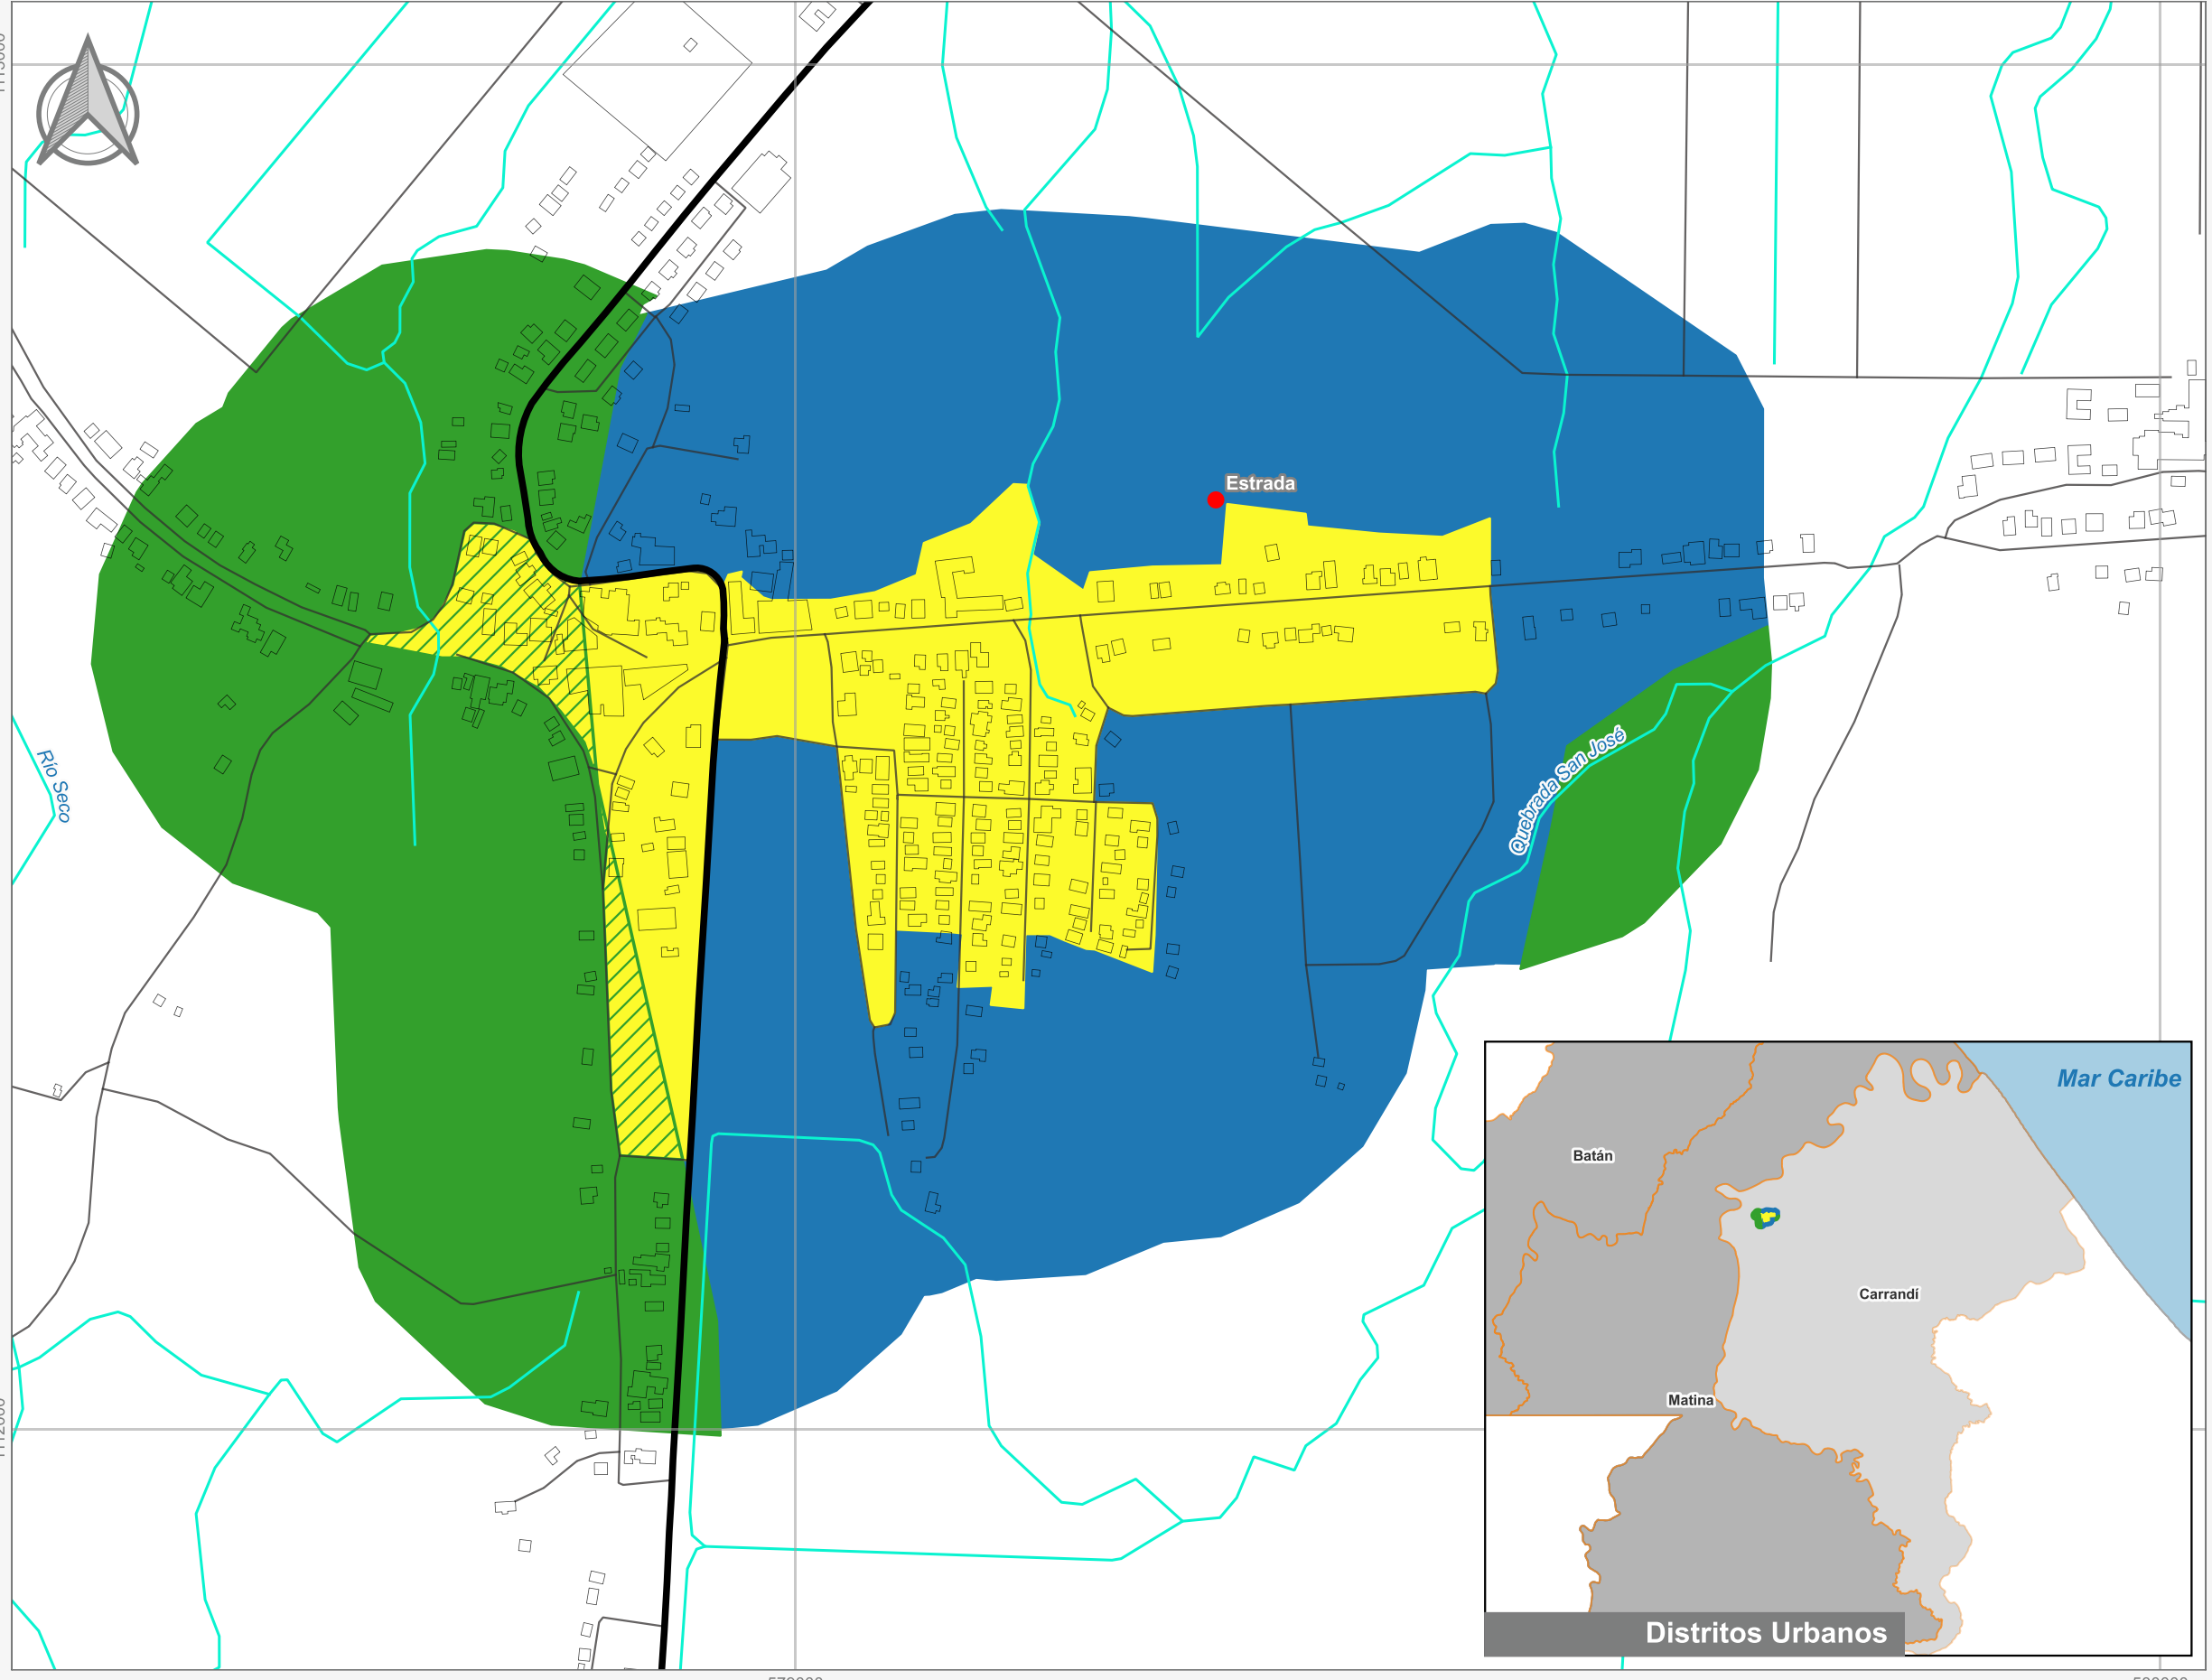 Estrada
Río Seco
Quebrada San José
Mar Caribe
Batán
Carrandí
Matina
Distritos Urbanos